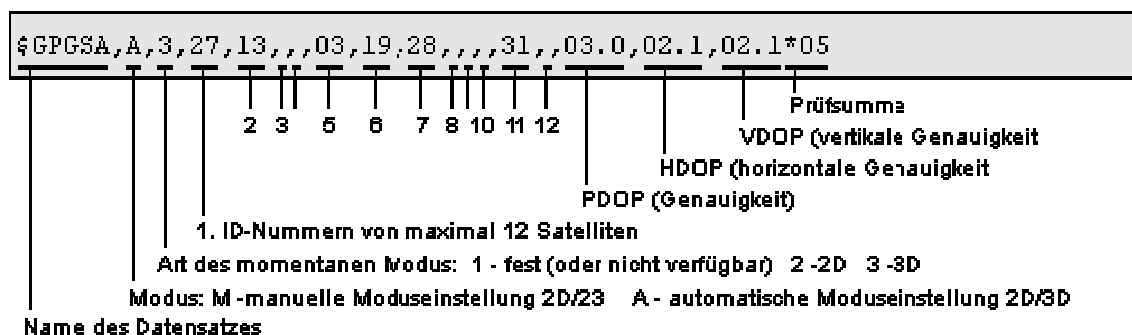 $GPGSA,A,3,27,13,,,03,19,28,,,,31,,03.0,02.1,02.1*05
Prüfsumme
2 3 5 6 7 8 10 11 12
VDOP (vertikale Genauigkeit
HDOP (horizontale Genauigkeit
PDOP (Genauigkeit)
1. ID-Nummern von maximal 12 Satelliten
Art des momentanen Modus: 1 - fest (oder nicht verfügbar) 2 -2D 3 -3D
Modus: M -manuelle Moduseinstellung 2D/23 A - automatische Moduseinstellung 2D/3D
Name des Datensatzes